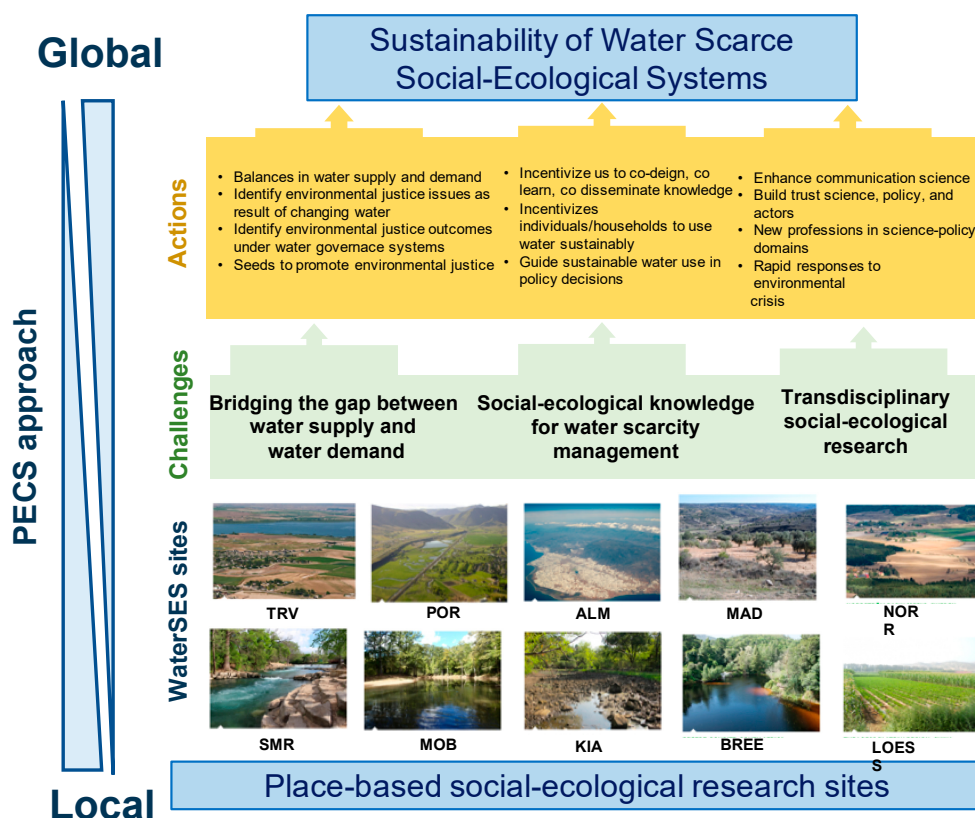 Global
Sustainability of Water Scarce
Social-Ecological Systems
PECS approach
Actions
• Balances in water supply and demand
• Identify environmental justice issues as
result of changing water
• Identify environmental justice outcomes
under water governace systems
• Seeds to promote environmental justice
• Incentivize us to co-deign, co
learn, co disseminate knowledge
• Incentivizes
individuals/households to use
water sustainably
• Guide sustainable water use in
policy decisions
• Enhance communication science
• Build trust science, policy, and
actors
• New professions in science-policy
domains
• Rapid responses to
environmental
crisis
Challenges
Bridging the gap between
water supply and
water demand
Social-ecological knowledge
for water scarcity
management
Transdisciplinary
social-ecological
research
WaterSES sites
TRV
POR
ALM
MAD
NOR
R
SMR
MOB
KIA
BREE
LOES
S
Local
Place-based social-ecological research sites